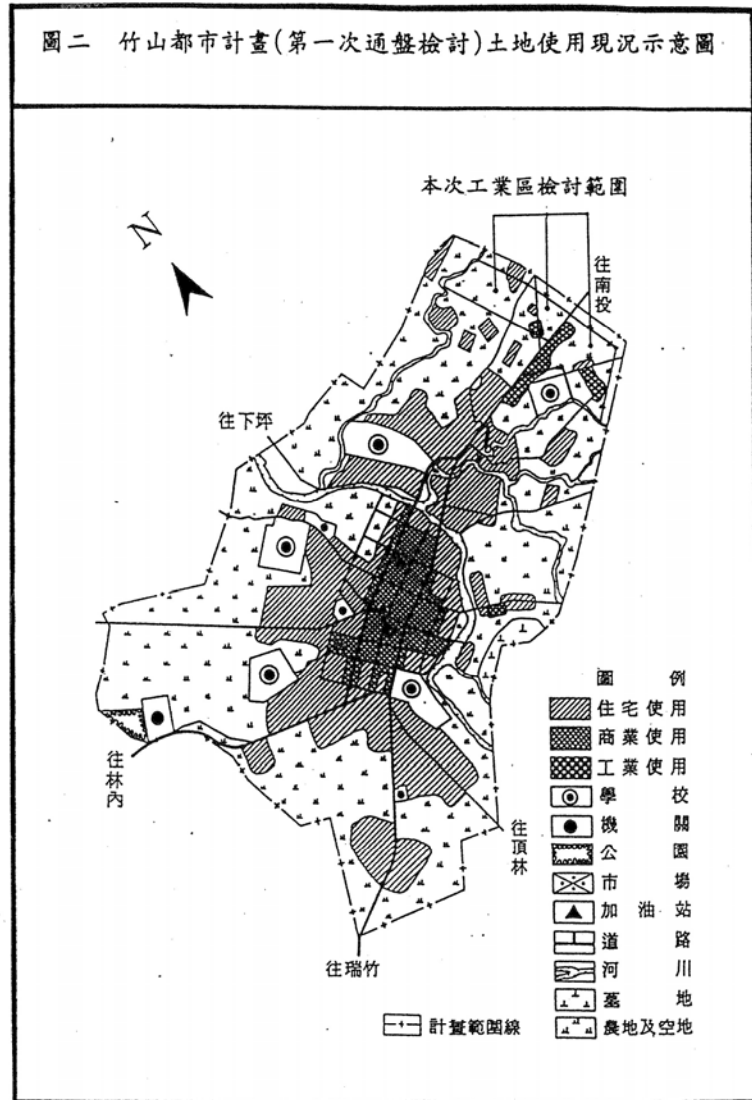 圖二　竹山都市計畫(第一次通盤檢討)土地使用現況示意圖
本次工業區檢討範圍
N
往南投
往下坪
往林內
往頂林
往瑞竹
圖例
住宅使用
商業使用
工業使用
學校
機關
公園
市場
加油站
道路
河川
墓地
農地及空地
計畫範圍線